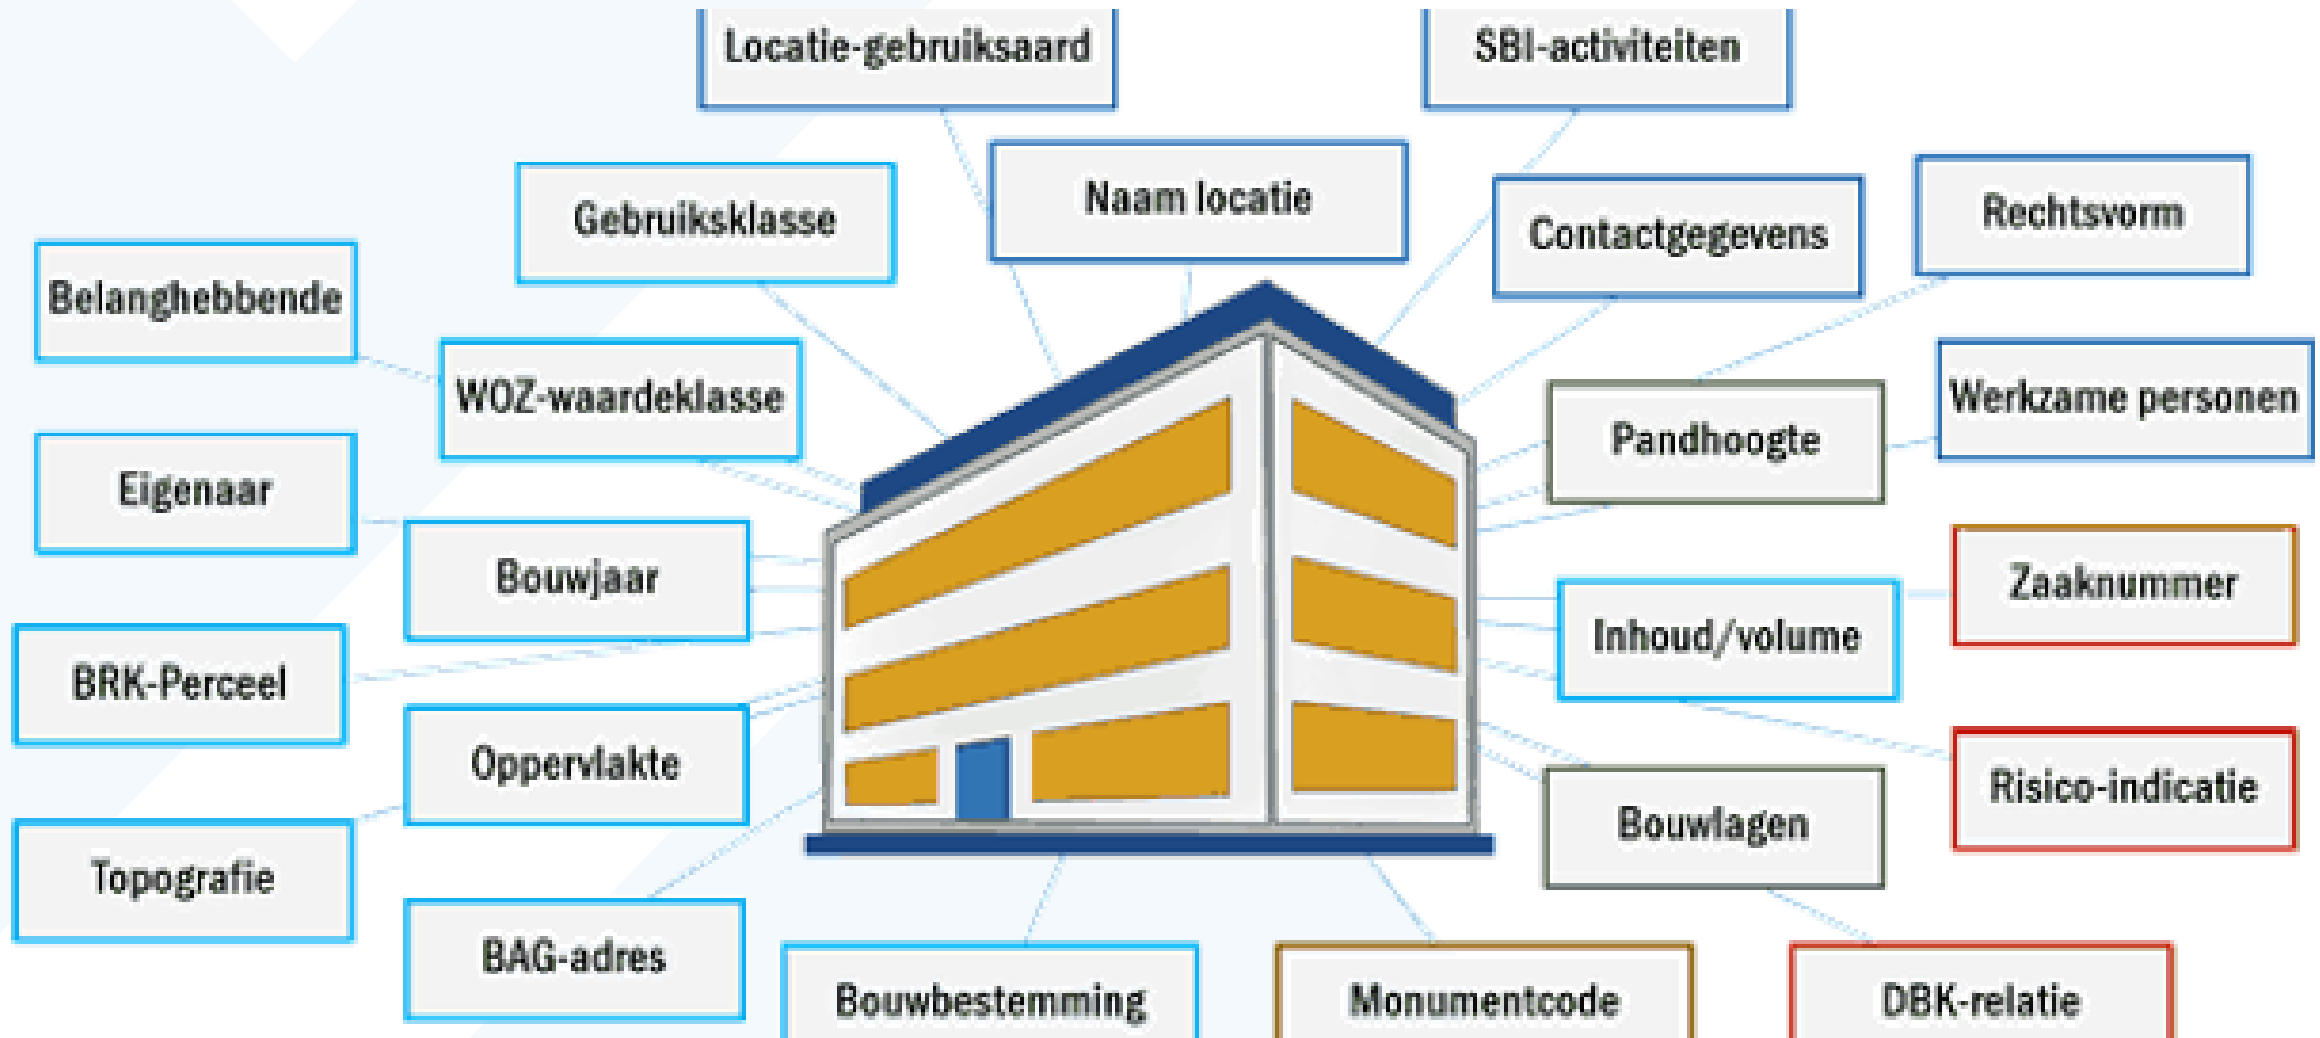 Locatie-gebruiksaard
SBI-activiteiten
Gebruiksklasse
Naam locatie
Contactgegevens
Rechtsvorm
Belanghebbende
WOZ-waardeklasse
Pandhoogte
Werkzame personen
Eigenaar
Bouwjaar
Inhoud/volume
Zaaknummer
BRK-Perceel
Oppervlakte
Bouwlagen
Risico-indicatie
Topografie
BAG-adres
Bouwbestemming
Monumentcode
DBK-relatie